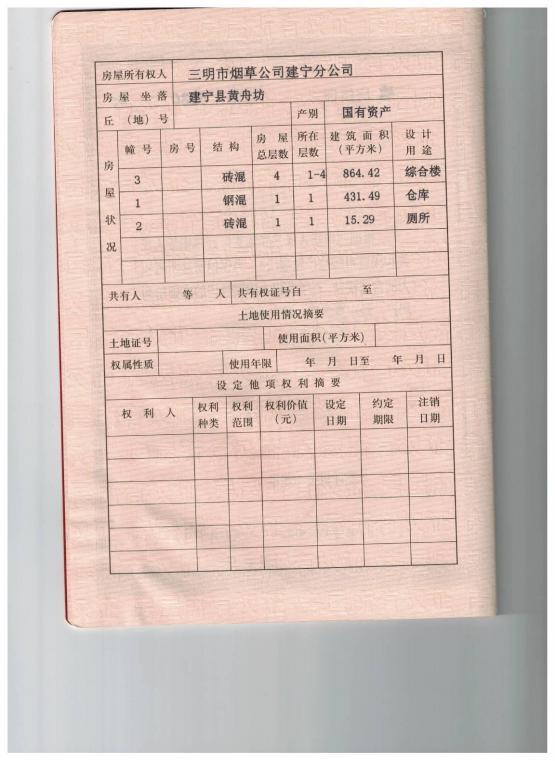 房屋所有权人 三明市烟草公司建宁分公司
房屋坐落 建宁县黄舟坊
丘（地）号 产别 国有资产
房屋状况
幢号 房号 结构 房屋总层数 所在层数 建筑面积（平方米） 设计用途
3 砖混 4 1-4 864.42 综合楼
1 钢混 1 1 431.49 仓库
2 砖混 1 1 15.29 厕所
共有人 等 人 共有权证号自 至
土地使用情况摘要
土地证号 使用面积（平方米）
权属性质 使用年限 年 月 日至 年 月 日
设定他项权利摘要
权利人 权利种类 权利范围 权利价值（元） 设定日期 约定期限 注销日期